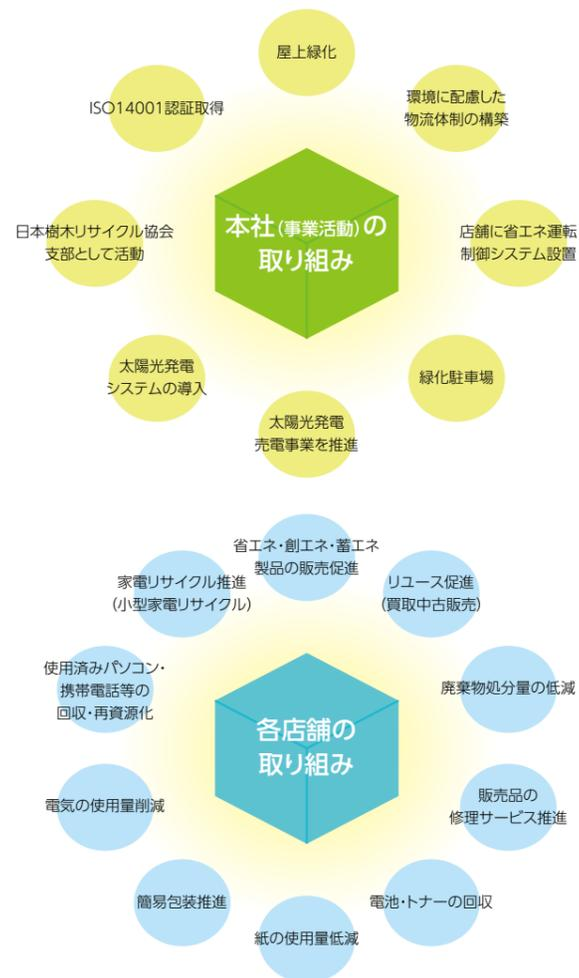 屋上緑化
環境に配慮した
物流体制の構築
店舗に省エネ運転
制御システム設置
緑化駐車場
太陽光発電
売電事業を推進
太陽光発電
システムの導入
日本樹木リサイクル協会
支部として活動
ISO14001認証取得
本社(事業活動)の
取り組み
省エネ・創エネ・蓄エネ
製品の販売促進
リユース促進
(買取中古販売)
廃棄物処分量の低減
販売品の
修理サービス推進
電池・トナーの回収
紙の使用量低減
簡易包装推進
電気の使用量削減
使用済みパソコン・
携帯電話等の
回収・再資源化
家電リサイクル推進
(小型家電リサイクル)
各店舗の
取り組み